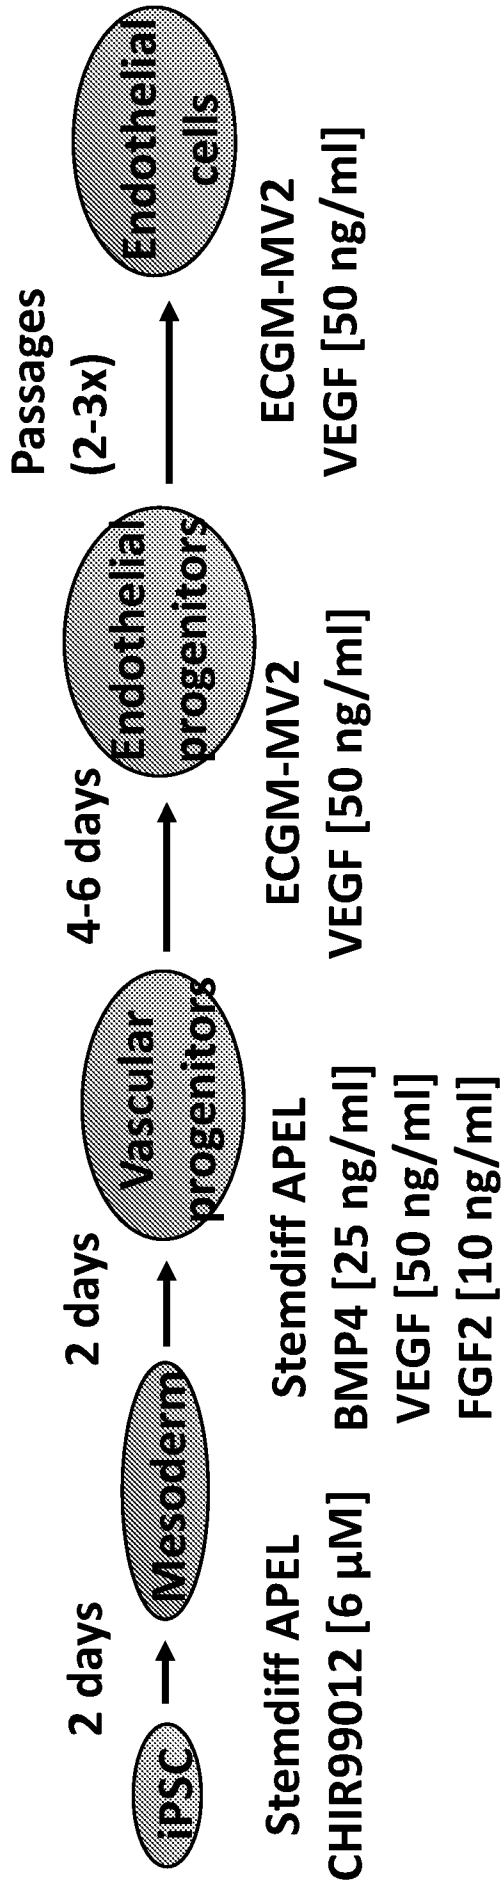 2 days
2 days
4-6 days
Passages
(2-3x)
iPSC
Mesoderm
Vascular
progenitors
Endothelial
progenitors
Endothelial
cells
Stemdiff APEL
CHIR99012 [6 µM]
Stemdiff APEL
BMP4 [25 ng/ml]
VEGF [50 ng/ml]
FGF2 [10 ng/ml]
ECGM-MV2
VEGF [50 ng/ml]
ECGM-MV2
VEGF [50 ng/ml]